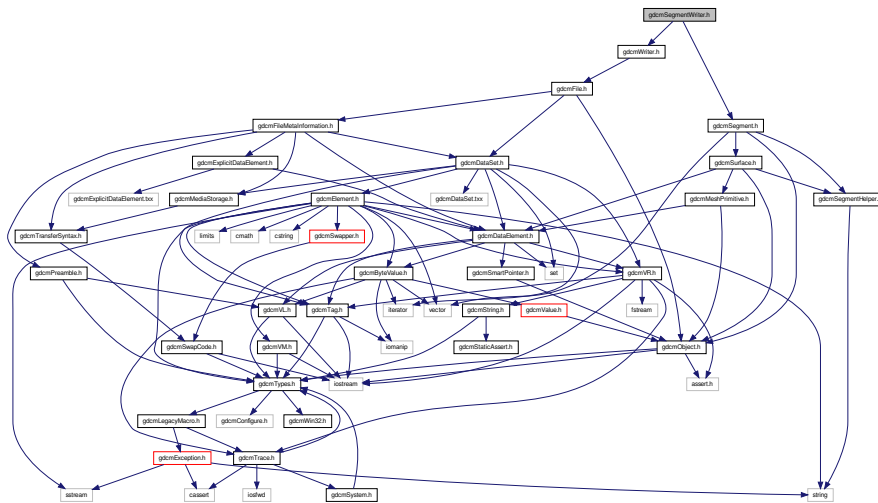 gdcmSegmentWriter.h
gdcmWriter.h
gdcmFile.h
gdcmFileMetaInformation.h
gdcmSegment.h
gdcmExplicitDataElement.h
gdcmDataSet.h
gdcmSurface.h
gdcmExplicitDataElement.txx
gdcmMediaStorage.h
gdcmElement.h
gdcmDataSet.txx
gdcmMeshPrimitive.h
gdcmSegmentHelper.h
gdcmTransferSyntax.h
limits
cmath
cstring
gdcmSwapper.h
gdcmDataElement.h
gdcmPreamble.h
gdcmByteValue.h
gdcmSmartPointer.h
set
gdcmVR.h
gdcmVL.h
gdcmTag.h
iterator
vector
gdcmString.h
gdcmValue.h
fstream
gdcmSwapCode.h
gdcmVM.h
iomanip
gdcmStaticAssert.h
gdcmObject.h
gdcmTypes.h
iostream
assert.h
gdcmLegacyMacro.h
gdcmConfigure.h
gdcmWin32.h
gdcmException.h
gdcmTrace.h
sstream
cassert
iosfwd
gdcmSystem.h
string